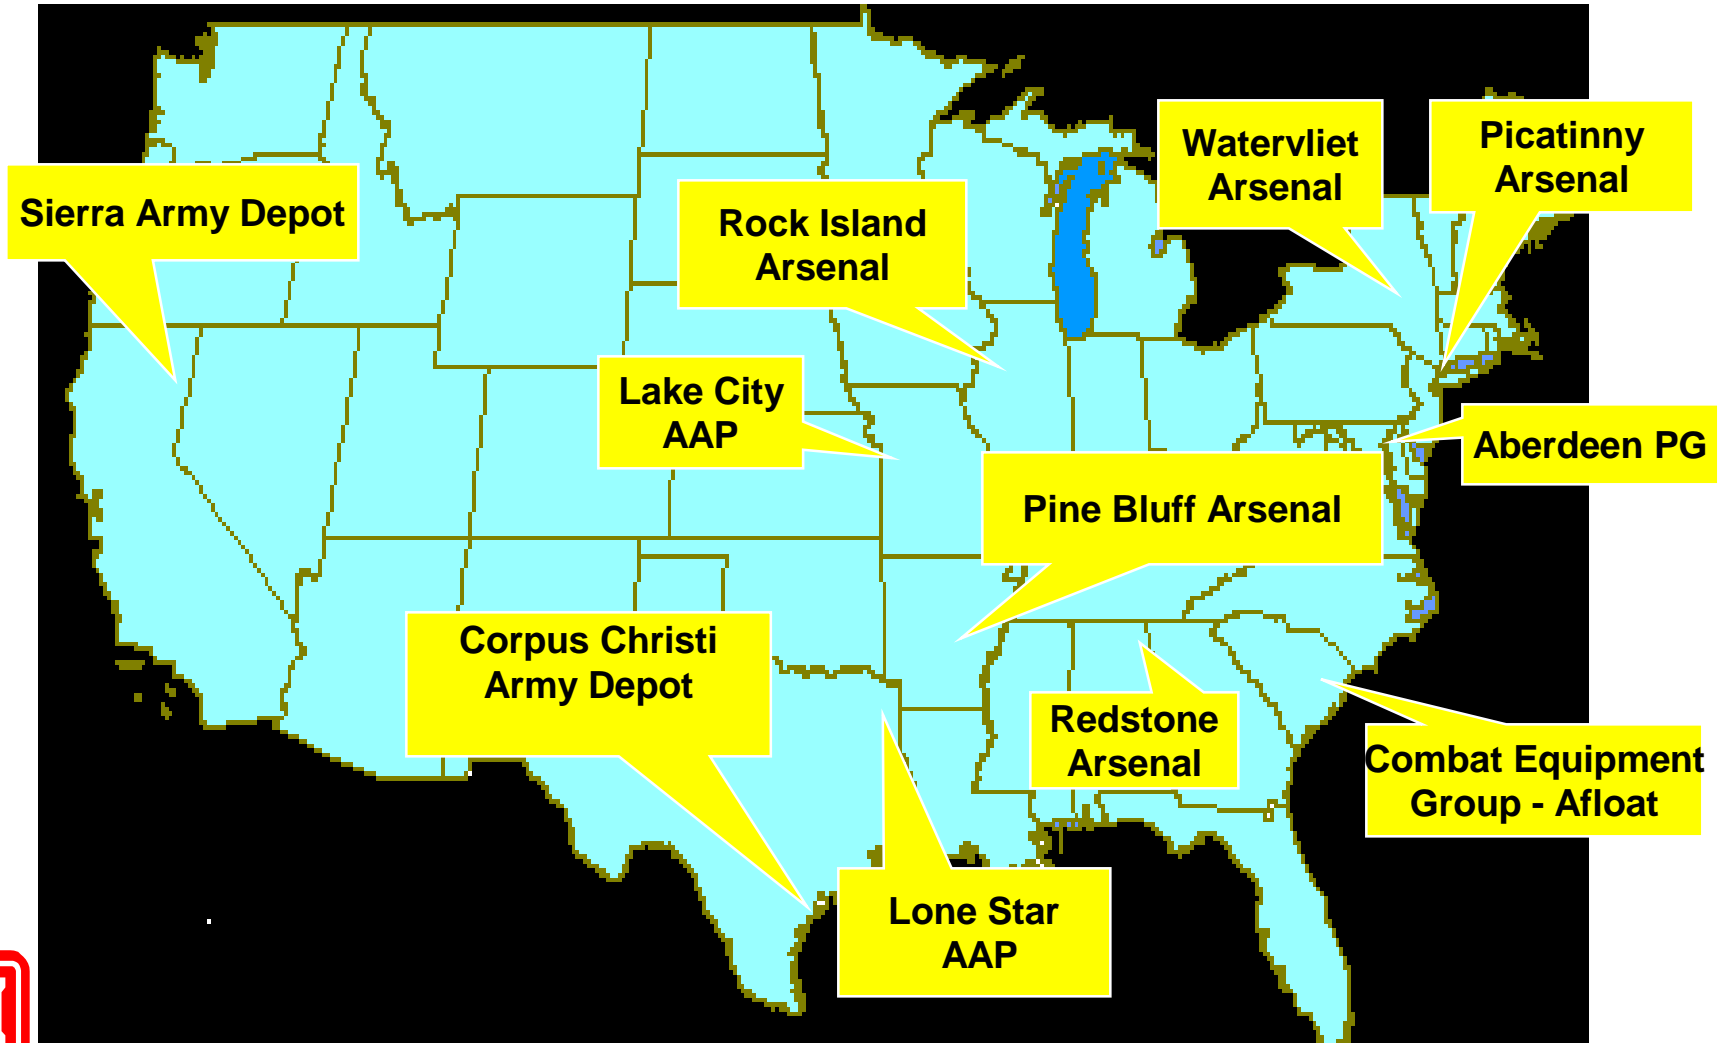 Watervliet
Arsenal
Picatinny
Arsenal
Sierra Army Depot
Rock Island
Arsenal
Lake City
AAP
Aberdeen PG
Pine Bluff Arsenal
Corpus Christi
Army Depot
Redstone
Arsenal
Combat Equipment
Group - Afloat
Lone Star
AAP